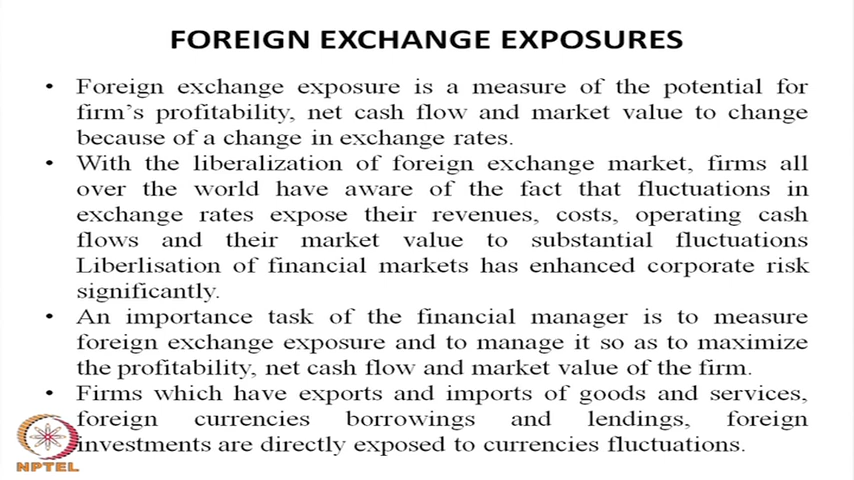 FOREIGN EXCHANGE EXPOSURES
• Foreign exchange exposure is a measure of the potential for
firm's profitability, net cash flow and market value to change
because of a change in exchange rates.
• With the liberalization of foreign exchange market, firms all
over the world have aware of the fact that fluctuations in
exchange rates expose their revenues, costs, operating cash
flows and their market value to substantial fluctuations
Liberlisation of financial markets has enhanced corporate risk
significantly.
• An importance task of the financial manager is to measure
foreign exchange exposure and to manage it so as to maximize
the profitability, net cash flow and market value of the firm.
• Firms which have exports and imports of goods and services,
foreign currencies borrowings and lendings, foreign
investments are directly exposed to currencies fluctuations.
NPTEL